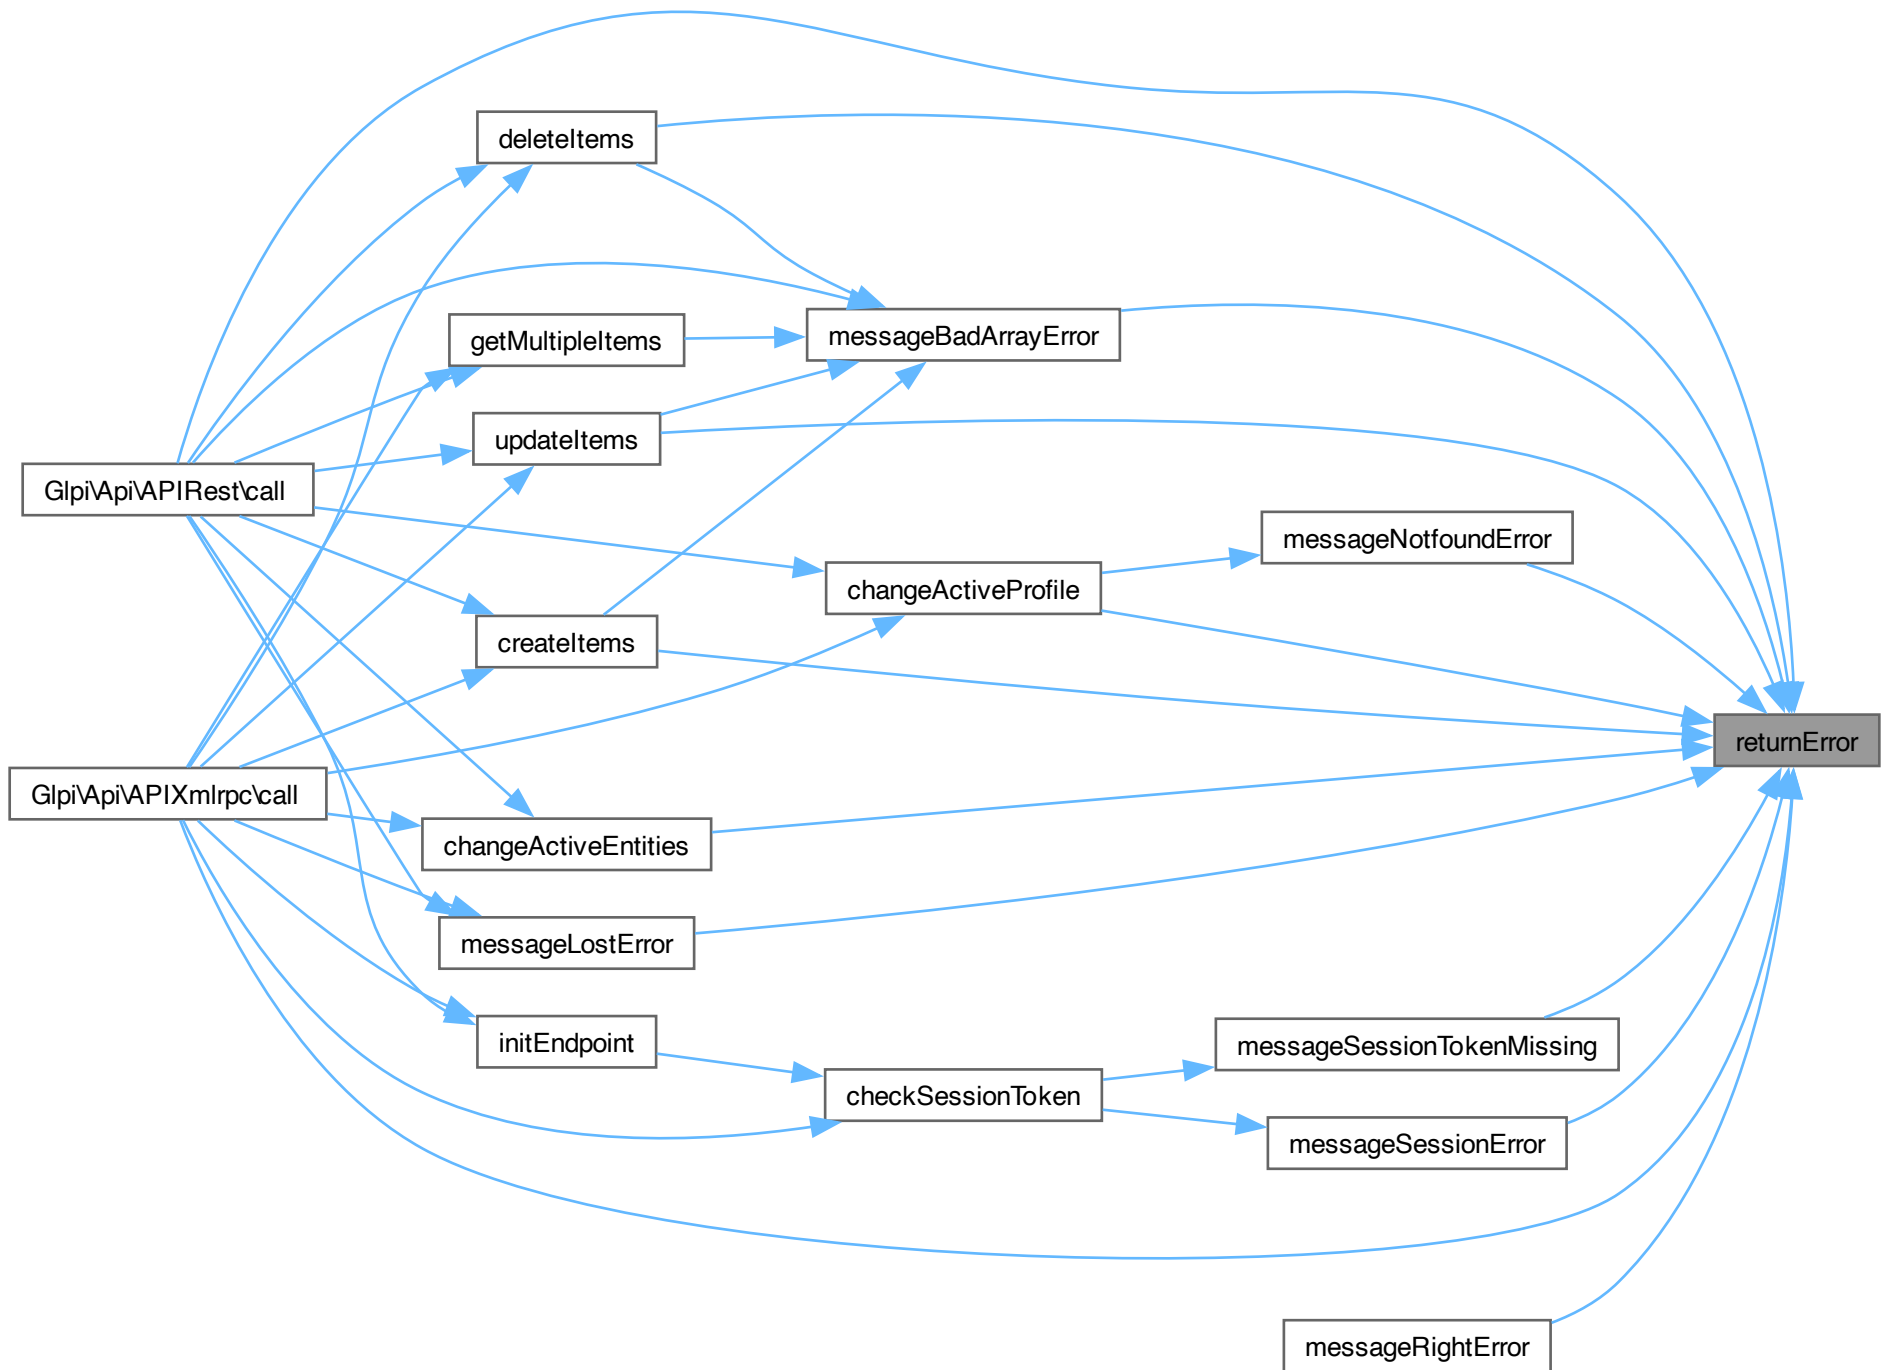 deleteItems
getMultipleItems
messageBadArrayError
updateItems
Glpi\Api\APIRest\call
messageNotfoundError
changeActiveProfile
createItems
returnError
Glpi\Api\APIXmlrpc\call
changeActiveEntities
messageLostError
initEndpoint
messageSessionTokenMissing
checkSessionToken
messageSessionError
messageRightError